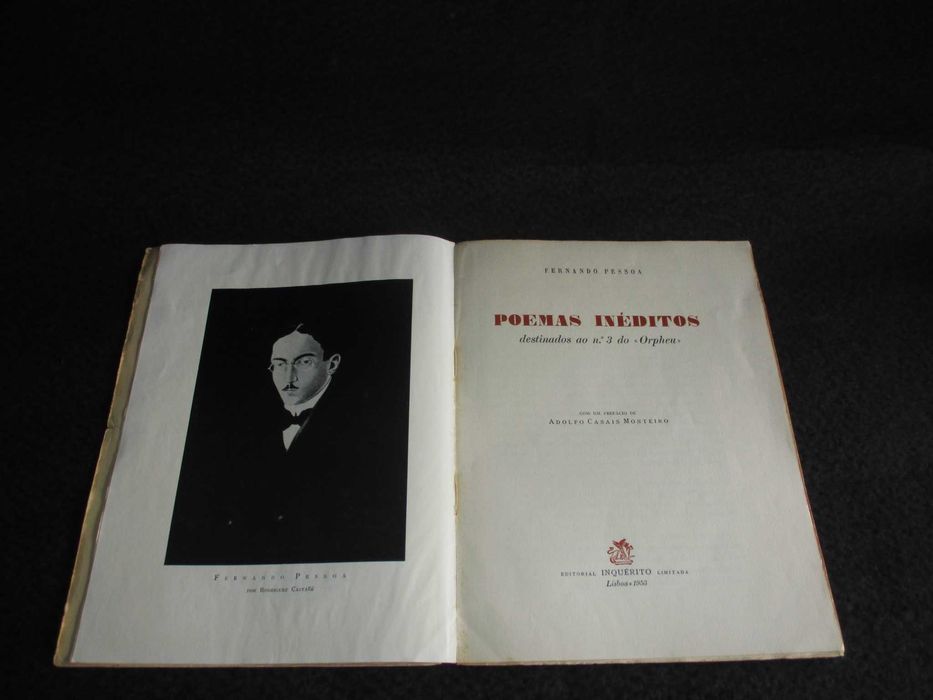 FERNANDO PESSOA
POR RODRIGUEZ CASTAÑÉ
FERNANDO PESSOA
POEMAS INÉDITOS
destinados ao n.º 3 do «Orpheu»
COM UM PREFÁCIO DE
ADOLFO CASAIS MONTEIRO
EDITORIAL INQUÉRITO LIMITADA
Lisboa • 1953